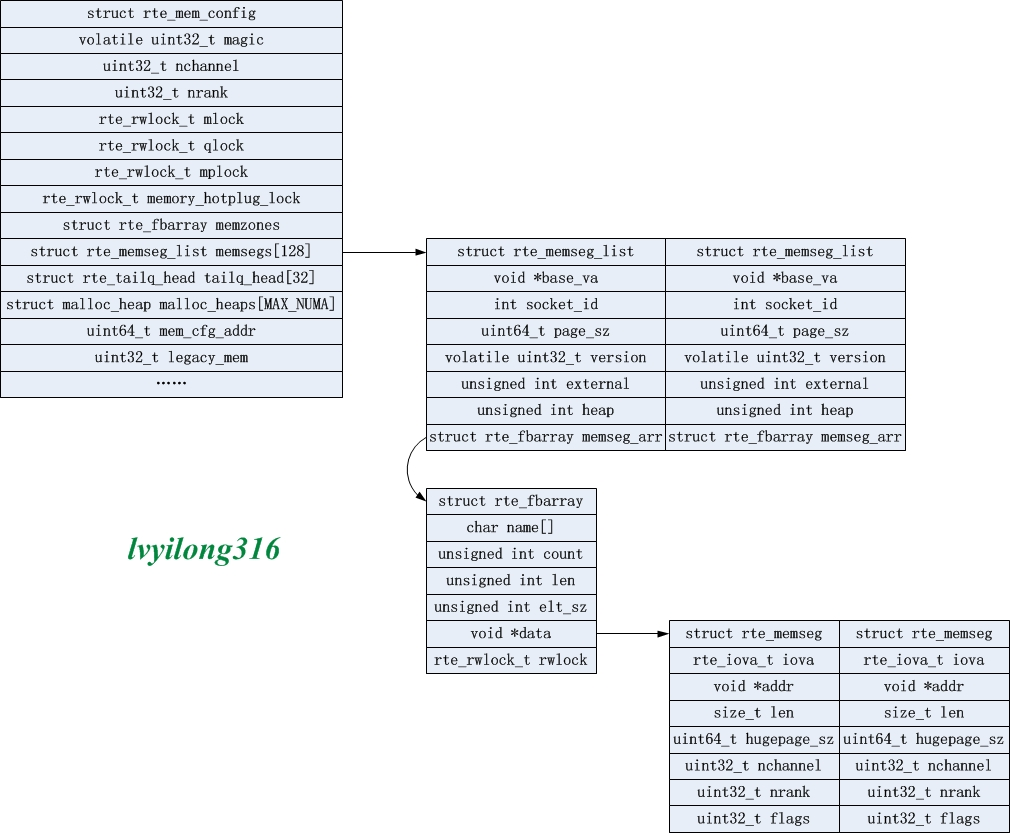 struct rte_mem_config
volatile uint32_t magic
uint32_t nchannel
uint32_t nrank
rte_rwlock_t mlock
rte_rwlock_t qlock
rte_rwlock_t mplock
rte_rwlock_t memory_hotplug_lock
struct rte_fbarray memzones
struct rte_memseg_list memsegs[128]
struct rte_tailq_head tailq_head[32]
struct malloc_heap malloc_heaps[MAX_NUMA]
uint64_t mem_cfg_addr
uint32_t legacy_mem
……
struct rte_memseg_list struct rte_memseg_list
void *base_va void *base_va
int socket_id int socket_id
uint64_t page_sz uint64_t page_sz
volatile uint32_t version volatile uint32_t version
unsigned int external unsigned int external
unsigned int heap unsigned int heap
struct rte_fbarray memseg_arr struct rte_fbarray memseg_arr
struct rte_fbarray
char name[]
unsigned int count
unsigned int len
unsigned int elt_sz
void *data
rte_rwlock_t rwlock
lvyilong316
struct rte_memseg struct rte_memseg
rte_iova_t iova rte_iova_t iova
void *addr void *addr
size_t len size_t len
uint64_t hugepage_sz uint64_t hugepage_sz
uint32_t nchannel uint32_t nchannel
uint32_t nrank uint32_t nrank
uint32_t flags uint32_t flags